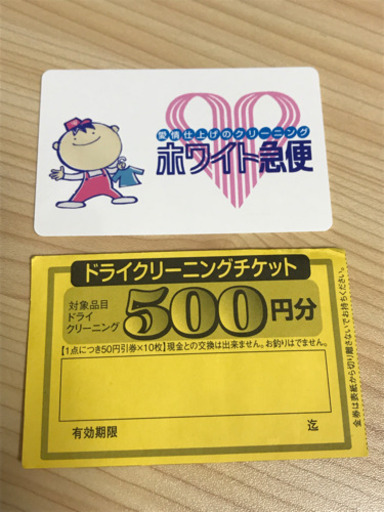 愛情仕上げのクリーニング
ホワイト急便
ドライクリーニングチケット
対象品目
ドライ
クリーニング
500円分
【1点につき50円引券×10枚】現金との交換は出来ません。お釣りはでません。
有効期限 迄
金券は表紙から切り離さないでお持ちください。